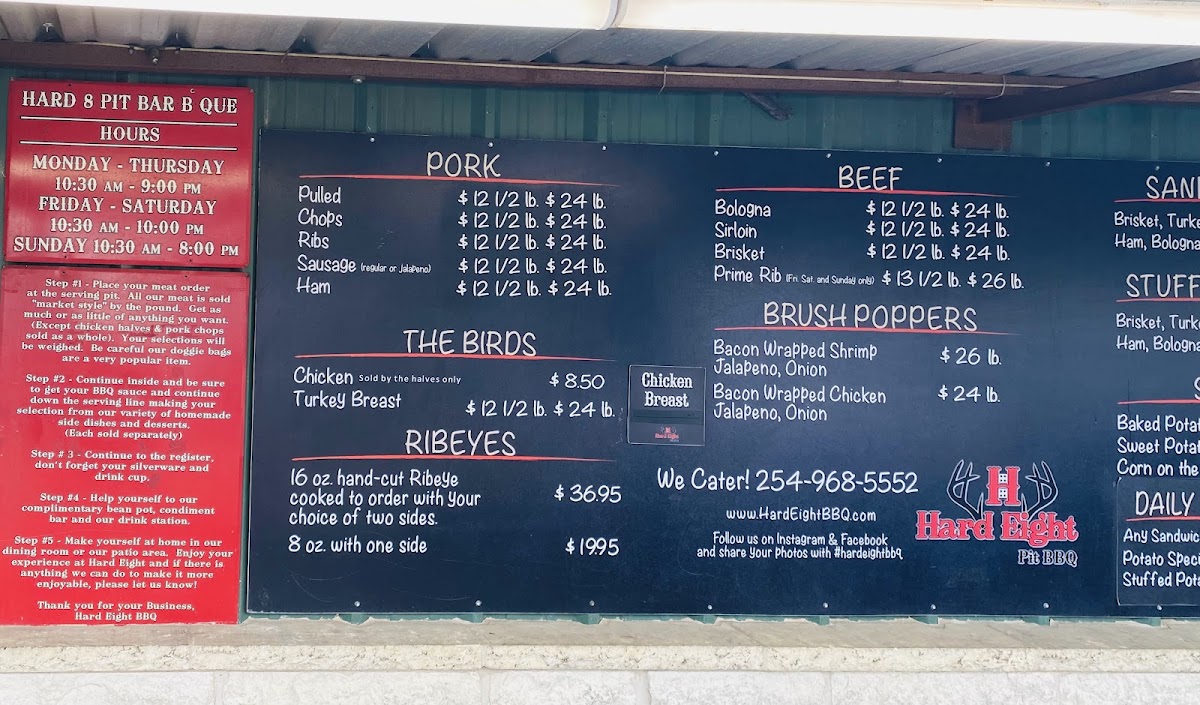 HARD 8 PIT BAR B QUE
HOURS
MONDAY - THURSDAY
10:30 AM - 9:00 PM
FRIDAY - SATURDAY
10:30 AM - 10:00 PM
SUNDAY 10:30 AM - 8:00 PM
Step #1 - Place your meat order
at the serving pit. All our meat is sold
"market style" by the pound. Get as
much or as little of anything you want.
(Except chicken halves & pork chops
sold as a whole). Your selections will
be weighed. Be careful our doggie bags
are a very popular item.
Step #2 - Continue inside and be sure
to get your BBQ sauce and continue
down the serving line making your
selection from our variety of homemade
side dishes and desserts.
(Each sold separately)
Step # 3 - Continue to the register,
don't forget your silverware and
drink cup.
Step #4 - Help yourself to our
complimentary bean pot, condiment
bar and our drink station.
Step #5 - Make yourself at home in our
dining room or our patio area. Enjoy your
experience at Hard Eight and if there is
anything we can do to make it more
enjoyable, please let us know!
Thank you for your Business,
Hard Eight BBQ
PORK
Pulled $12 1/2 lb. $24 lb.
Chops $12 1/2 lb. $24 lb.
Ribs $12 1/2 lb. $24 lb.
Sausage (regular or Jalapeno) $12 1/2 lb. $24 lb.
Ham $12 1/2 lb. $24 lb.
THE BIRDS
Chicken Sold by the halves only $8.50
Turkey Breast $12 1/2 lb. $24 lb.
RIBEYES
16 oz. hand-cut Ribeye
cooked to order with your $36.95
choice of two sides.
8 oz. with one side $1995
Chicken
Breast
Hard Eight
BEEF
Bologna $12 1/2 lb. $24 lb.
Sirloin $12 1/2 lb. $24 lb.
Brisket $12 1/2 lb. $24 lb.
Prime Rib (Fri. Sat. and Sunday only) $13 1/2 lb. $26 lb.
BRUSH POPPERS
Bacon Wrapped Shrimp $26 lb.
Jalapeno, Onion
Bacon Wrapped Chicken $24 lb.
Jalapeno, Onion
We Cater! 254-968-5552
www.HardEightBBQ.com
Follow us on Instagram & Facebook
and share your photos with #hardeightbbq
H
Hard Eight
Pit BBQ
SAN
Brisket, Turke
Ham, Bologna
STUFF
Brisket, Turke
Ham, Bologna
S
Baked Potat
Sweet Potat
Corn on the
DAILY
Any Sandwic
Potato Speci
Stuffed Pota